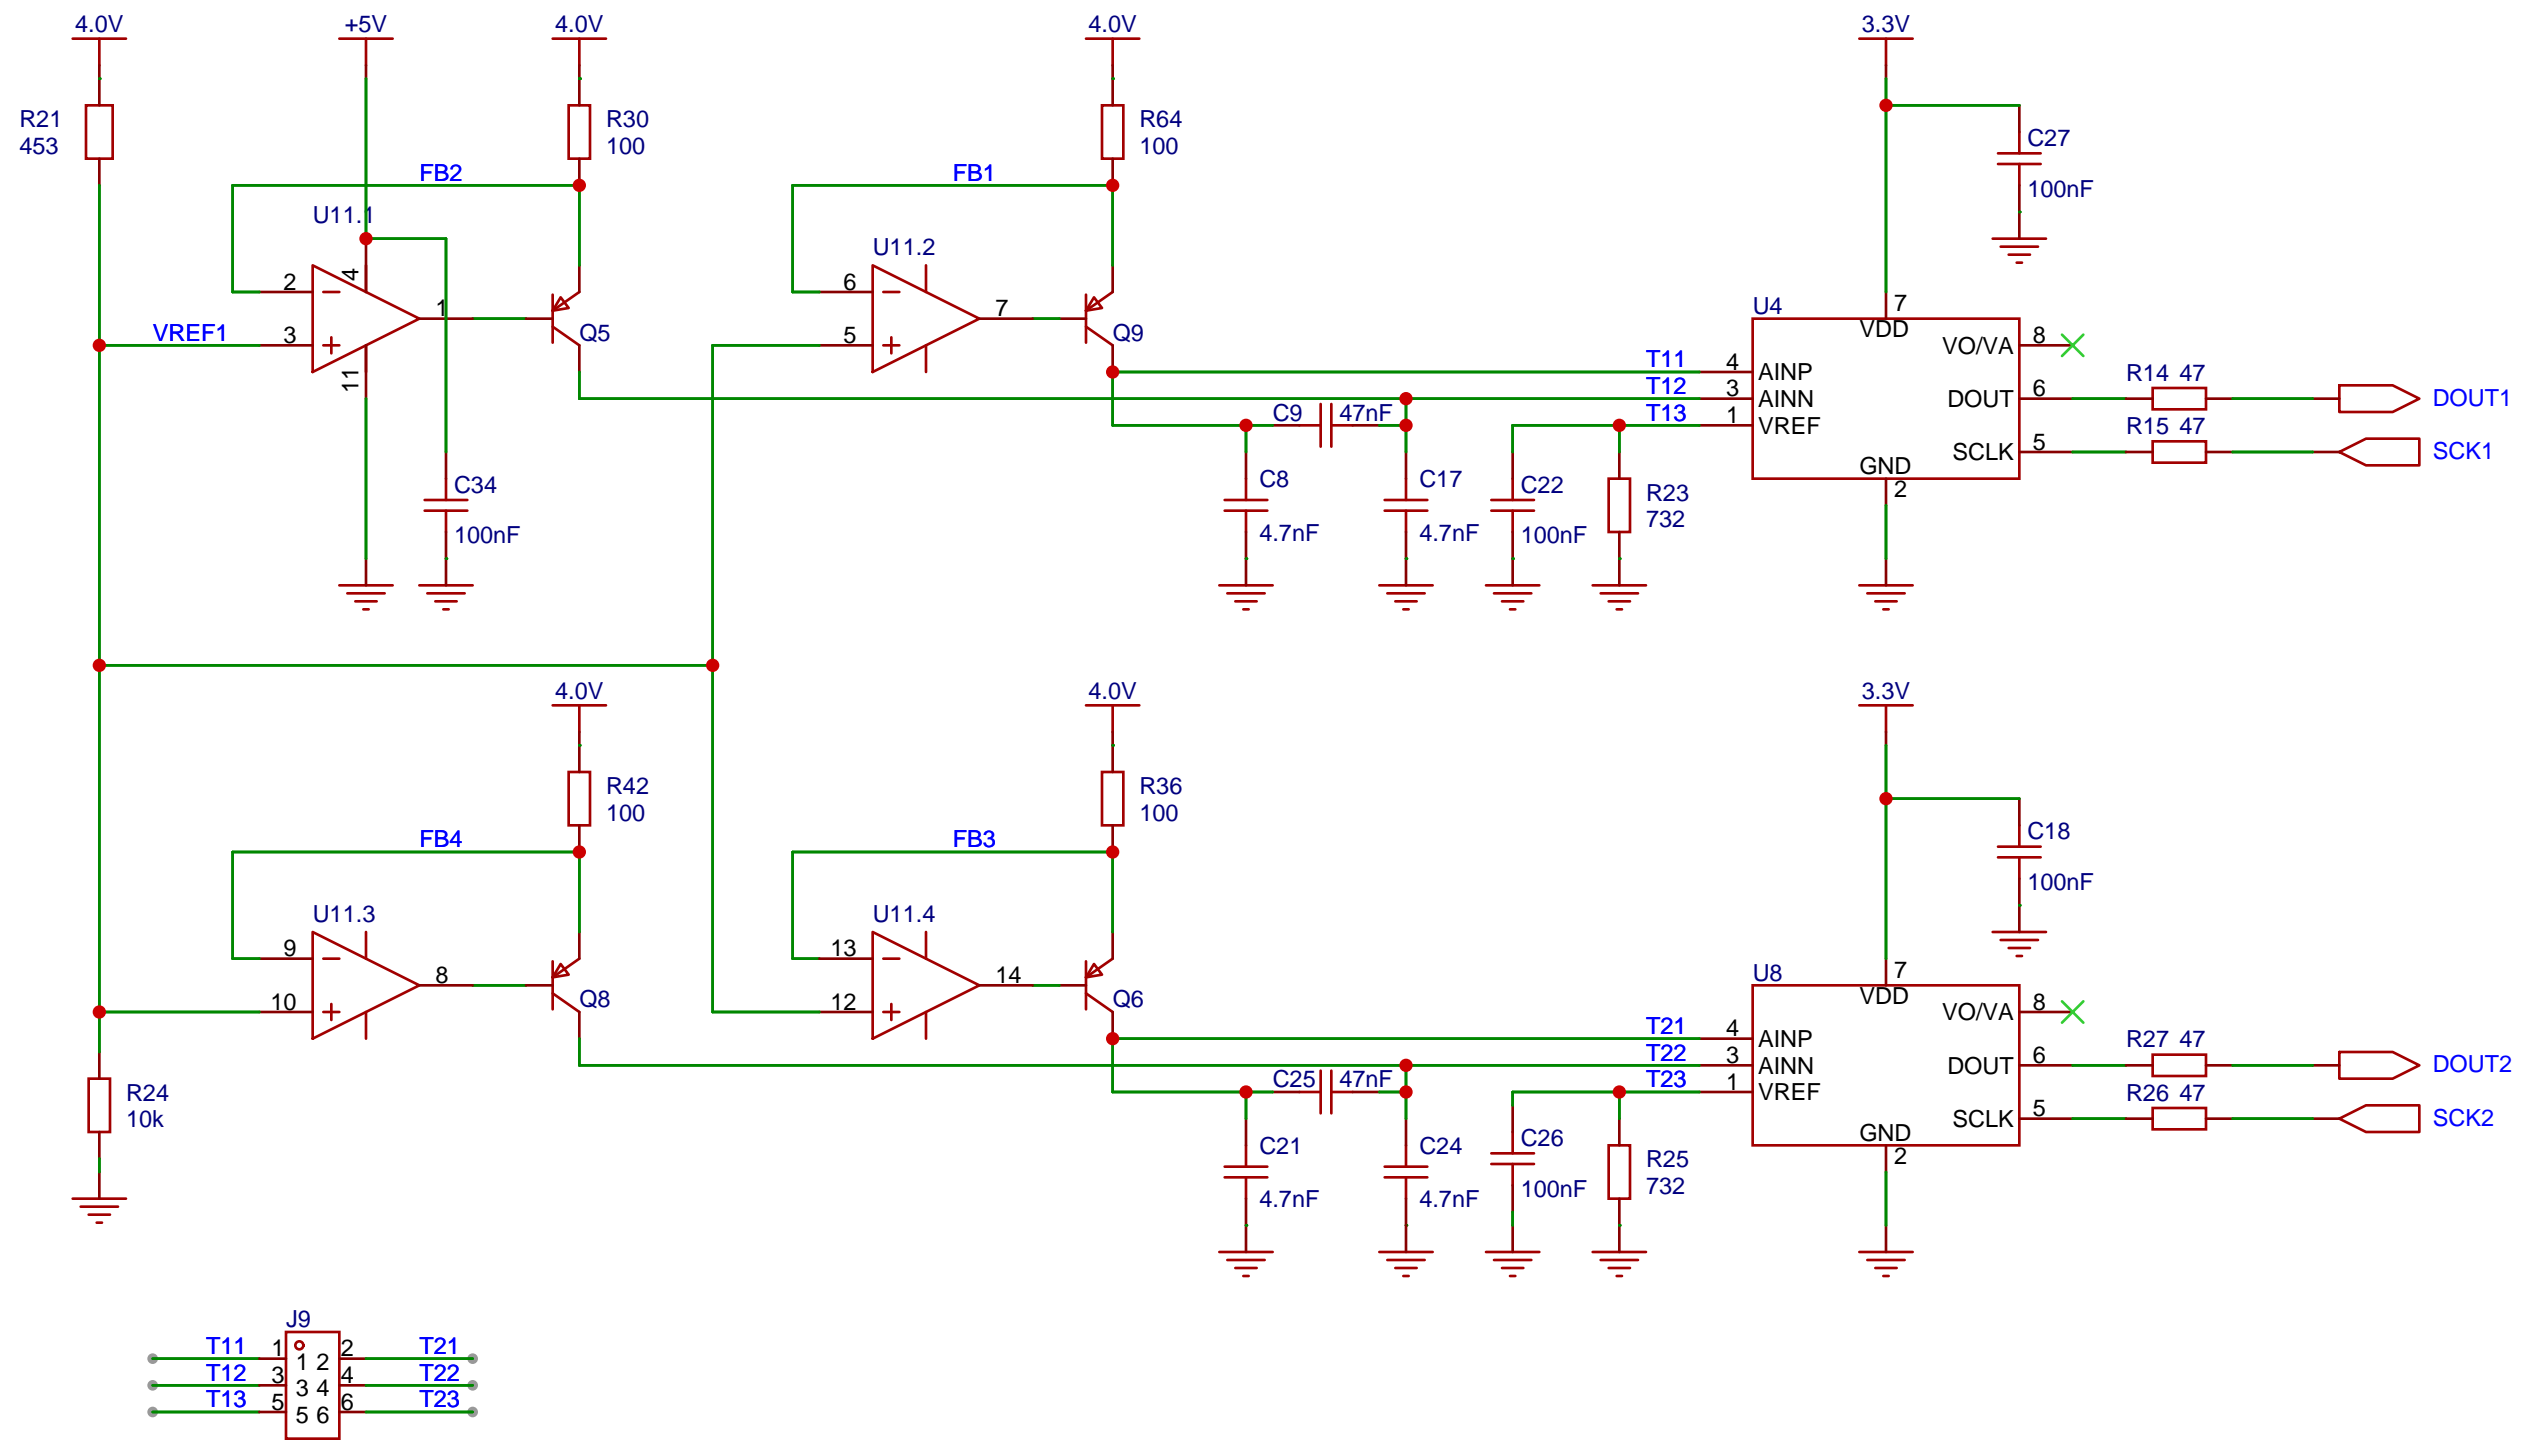 4.0V
+5V
4.0V
4.0V
3.3V
R21
453
R30
100
R64
100
C27
100nF
FB2
FB1
U11.1
U11.2
2
4
1
3
11
VREF1
Q5
6
7
5
Q9
U4
7
VDD
VO/VA
8
T11
4
AINP
T12
3
AINN
T13
1
VREF
DOUT
6
SCLK
5
GND
2
R14 47
DOUT1
R15 47
SCK1
C9
47nF
C34
100nF
C8
4.7nF
C17
4.7nF
C22
100nF
R23
732
4.0V
4.0V
3.3V
R42
100
R36
100
C18
100nF
FB4
FB3
U11.3
U11.4
9
8
10
Q8
13
14
12
Q6
U8
7
VDD
VO/VA
8
T21
4
AINP
T22
3
AINN
T23
1
VREF
DOUT
6
SCLK
5
GND
2
R27 47
DOUT2
R26 47
SCK2
C25
47nF
R24
10k
C21
4.7nF
C24
4.7nF
C26
100nF
R25
732
J9
T11 1 1 2 2 T21
T12 3 3 4 4 T22
T13 5 5 6 6 T23